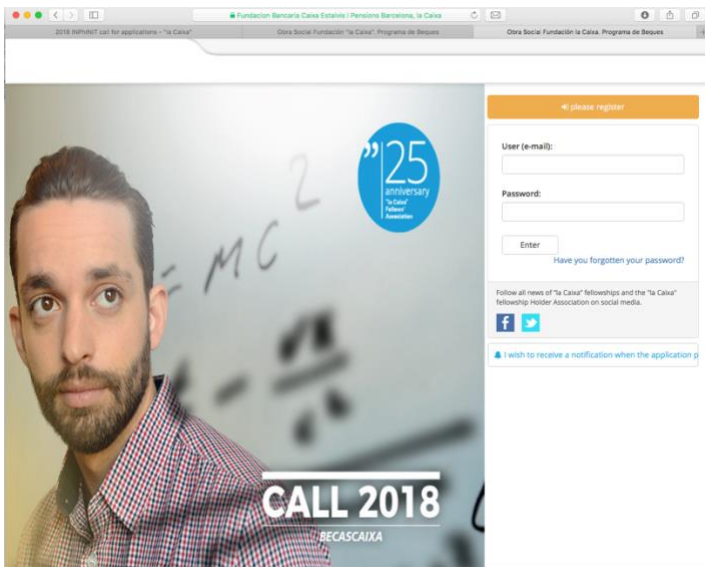 Fundacion Bancaria Caixa Estalvis i Pensions Barcelona, la Caixa
2018 INPhINIT call for applications - "la Caixa"
Obra Social Fundación "la Caixa". Programa de Beques
Obra Social Fundación la Caixa. Programa de Beques
please register
User (e-mail):
Password:
Enter
Have you forgotten your password?
Follow all news of "la Caixa" fellowships and the "la Caixa"
fellowship Holder Association on social media.
I wish to receive a notification when the application p
25
anniversary
"la Caixa"
Fellows'
Association
= MC2
CALL 2018
BECASCAIXA